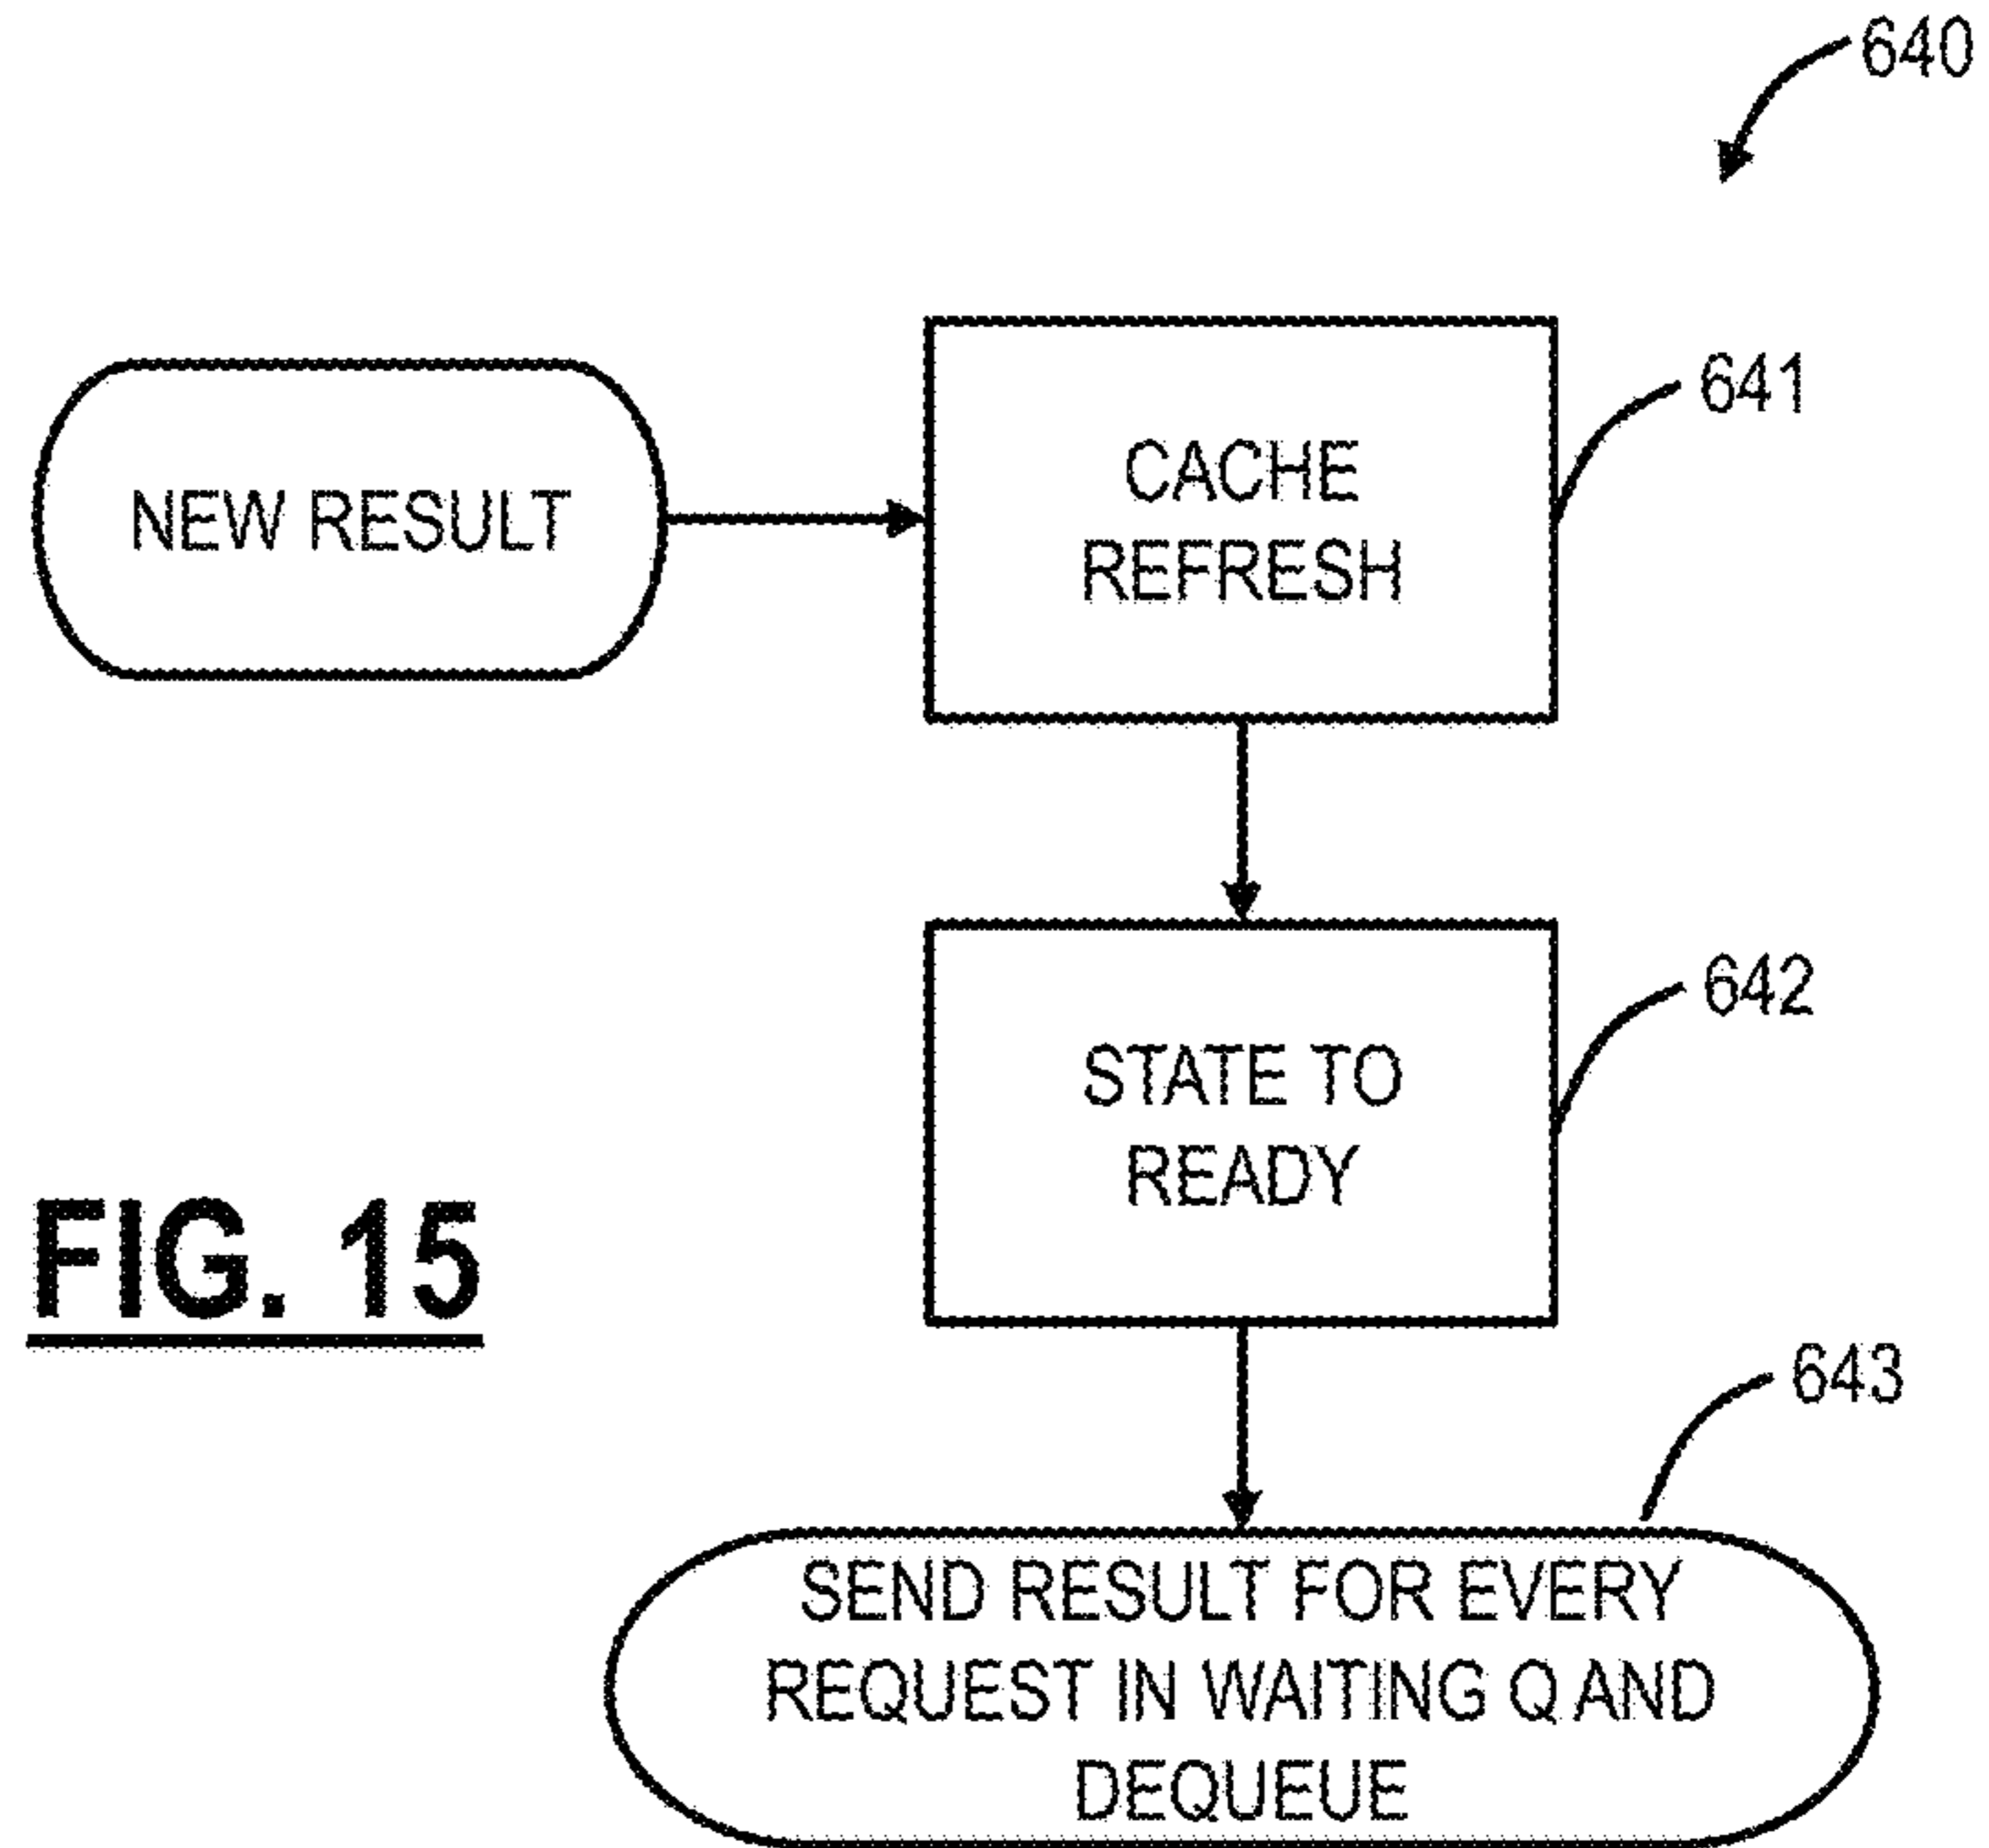 640
NEW RESULT
CACHE
REFRESH
641
STATE TO
READY
642
FIG. 15
643
SEND RESULT FOR EVERY
REQUEST IN WAITING Q AND
DEQUEUE